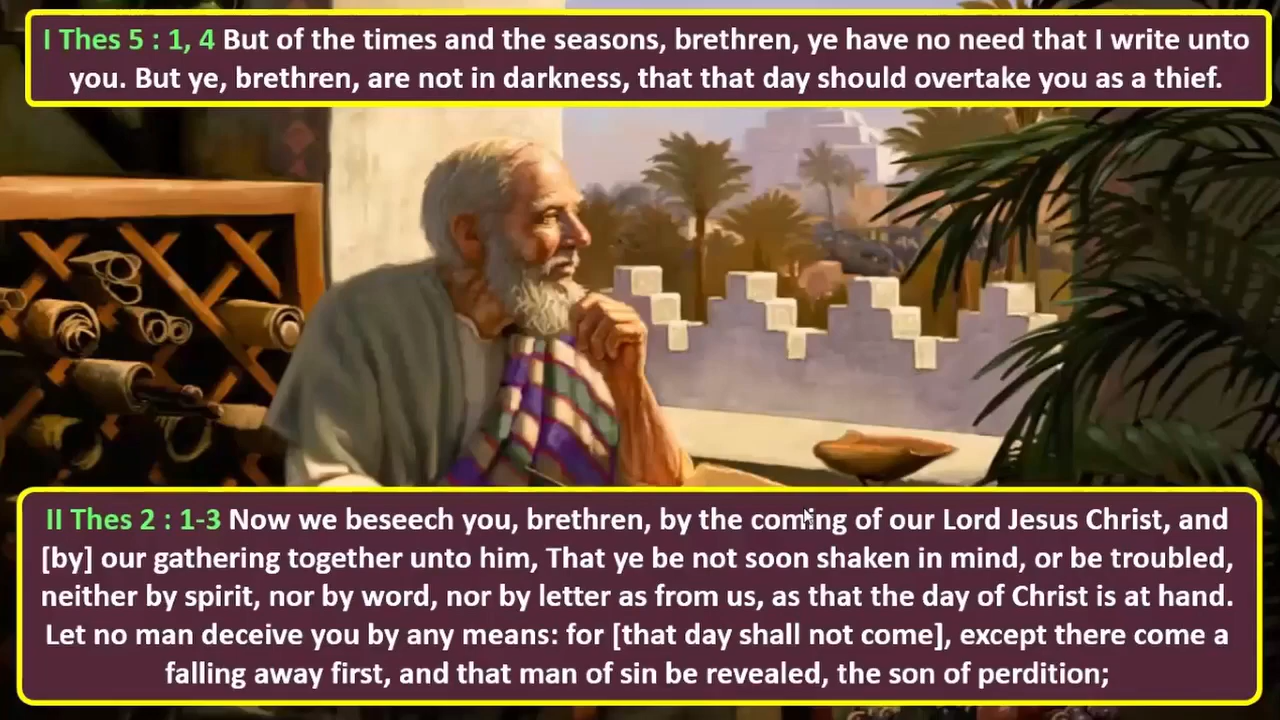 I Thes 5 : 1, 4 But of the times and the seasons, brethren, ye have no need that I write unto
you. But ye, brethren, are not in darkness, that that day should overtake you as a thief.
II Thes 2 : 1-3 Now we beseech you, brethren, by the coming of our Lord Jesus Christ, and
[by] our gathering together unto him, That ye be not soon shaken in mind, or be troubled,
neither by spirit, nor by word, nor by letter as from us, as that the day of Christ is at hand.
Let no man deceive you by any means: for [that day shall not come], except there come a
falling away first, and that man of sin be revealed, the son of perdition;